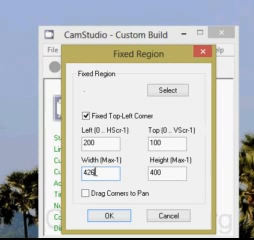 CamStudio - Custom Build
File
Fixed Region
Fixed Region
Select
Fixed Top-Left Corner
Left (0 .. HScr-1)
Top (0 .. VScr-1)
200
100
Width (Max-1)
Height (Max-1)
426
400
Drag Corners to Pan
OK
Cancel